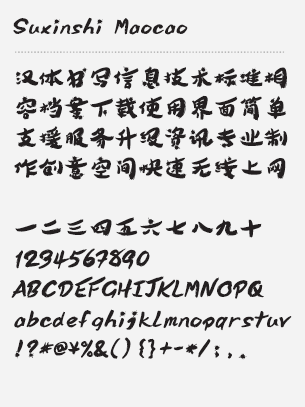 Suxinshi Maocao
汉体书写信息技术标准相
容档案下载使用界面简单
支援服务升级资讯专业制
作创意空间快速无线上网
一二三四五六七八九十
1234567890
ABCDEFGHIJKLMNOPQ
abcdefghijklmnopqrstuv
!?*@¥%&(){}+-*/:,.